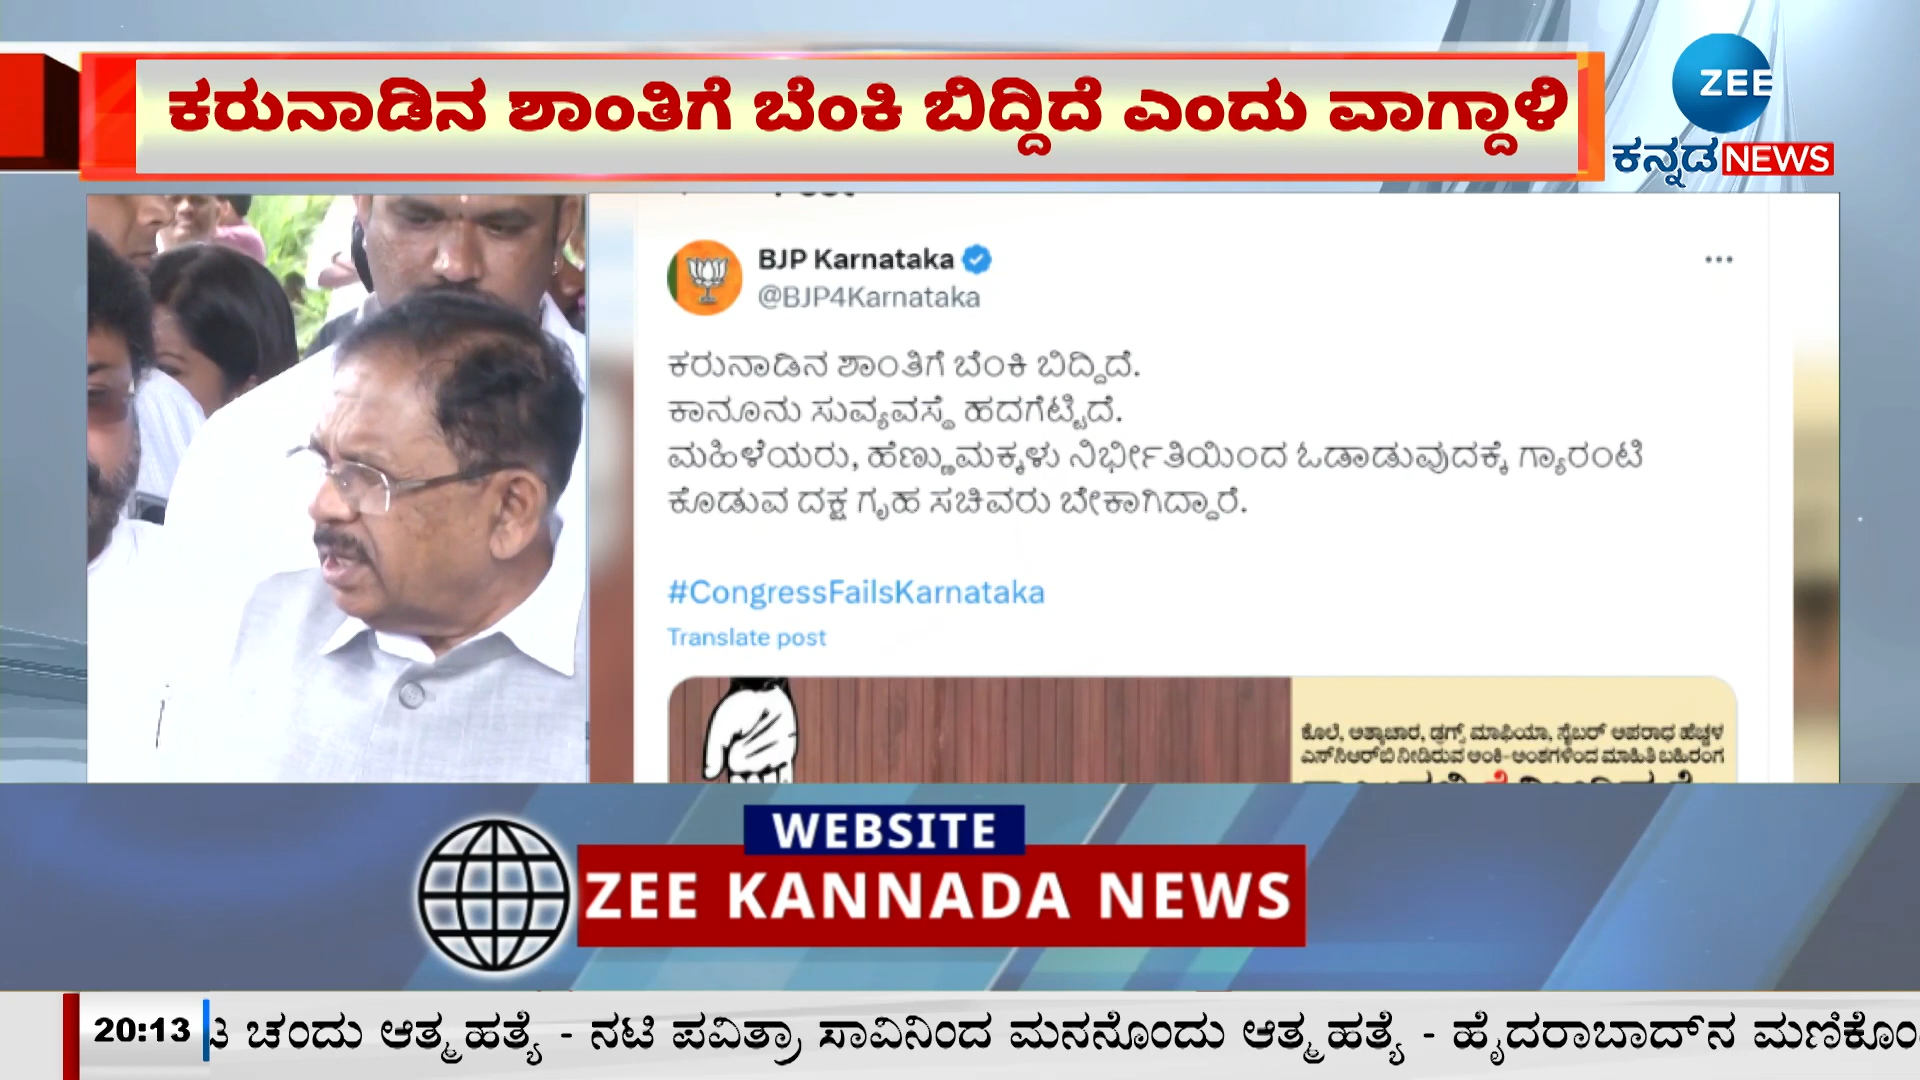 ಕರುನಾಡಿನ ಶಾಂತಿಗೆ ಬೆಂಕಿ ಬಿದ್ದಿದೆ ಎಂದು ವಾಗ್ದಾಳಿ
ZEE
ಕನ್ನಡ NEWS
BJP Karnataka
@BJP4Karnataka
ಕರುನಾಡಿನ ಶಾಂತಿಗೆ ಬೆಂಕಿ ಬಿದ್ದಿದೆ.
ಕಾನೂನು ಸುವ್ಯವಸ್ಥೆ ಹದಗೆಟ್ಟಿದೆ.
ಮಹಿಳೆಯರು, ಹೆಣ್ಣುಮಕ್ಕಳು ನಿರ್ಭೀತಿಯಿಂದ ಓಡಾಡುವುದಕ್ಕೆ ಗ್ಯಾರಂಟಿ
ಕೊಡುವ ದಕ್ಷ ಗೃಹ ಸಚಿವರು ಬೇಕಾಗಿದ್ದಾರೆ.
#CongressFailsKarnataka
Translate post
ಕೊಲೆ, ಅತ್ಯಾಚಾರ, ಡ್ರಗ್ಸ್ ಮಾಫಿಯಾ, ಸೈಬರ್ ಅಪರಾಧ ಹೆಚ್ಚಳ
ಎನ್‌ಸಿಆರ್‌ಬಿ ನೀಡಿರುವ ಅಂಕಿ-ಅಂಶಗಳಿಂದ ಮಾಹಿತಿ ಬಹಿರಂಗ
WEBSITE
ZEE KANNADA NEWS
20:13 ಚಂದು ಆತ್ಮಹತ್ಯೆ - ನಟಿ ಪವಿತ್ರಾ ಸಾವಿನಿಂದ ಮನನೊಂದು ಆತ್ಮಹತ್ಯೆ - ಹೈದರಾಬಾದ್‌ನ